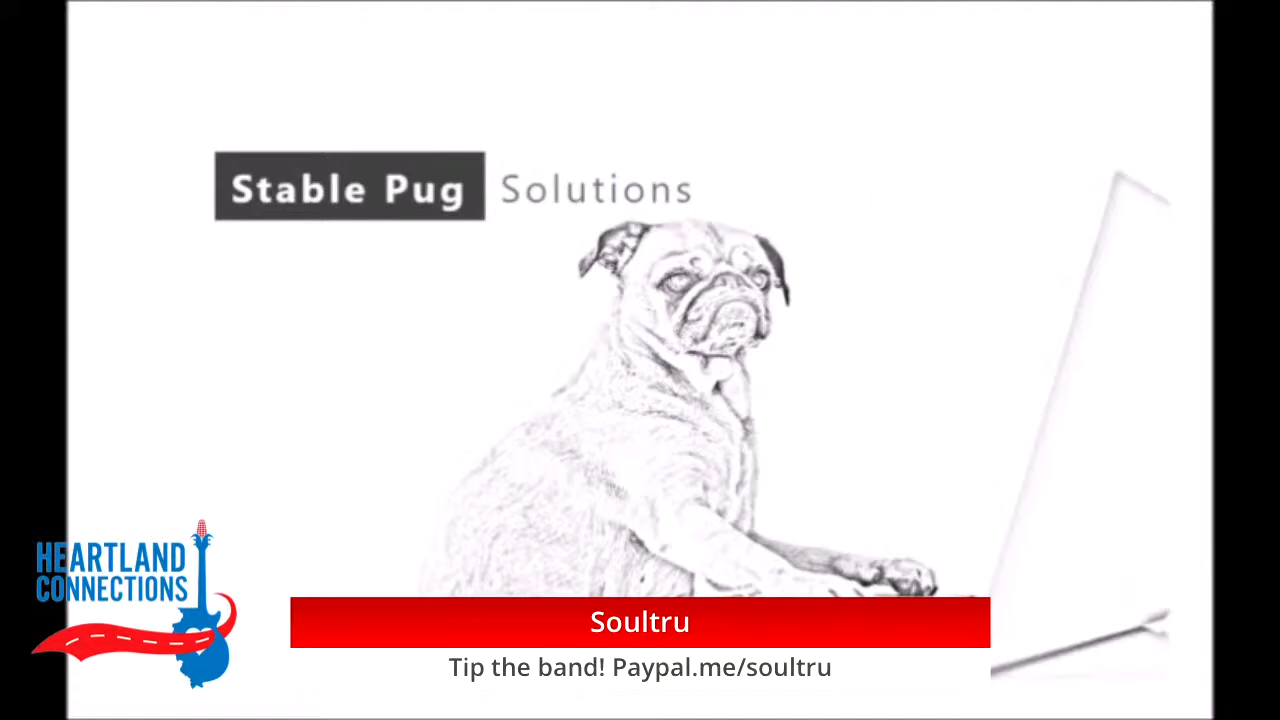 Stable Pug Solutions
HEARTLAND
CONNECTIONS
Soultru
Tip the band! Paypal.me/soultru